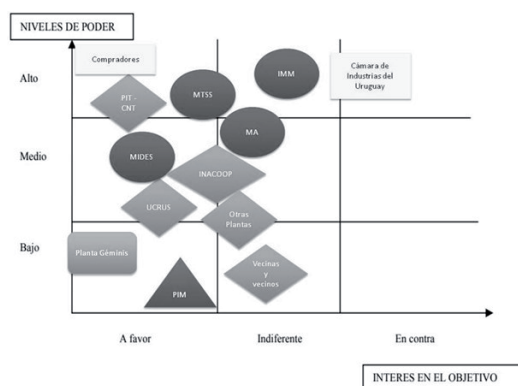 NIVELES DE PODER
Compradores
Alto
IMM
Cámara de
Industrias del
Uruguay
PIT -
CNT
MTSS
MA
Medio
MIDES
INACOOP
UCRUS
Otras
Plantas
Bajo
Planta Géminis
Vecinas
y
vecinos
PIM
A favor
Indiferente
En contra
INTERES EN EL OBJETIVO